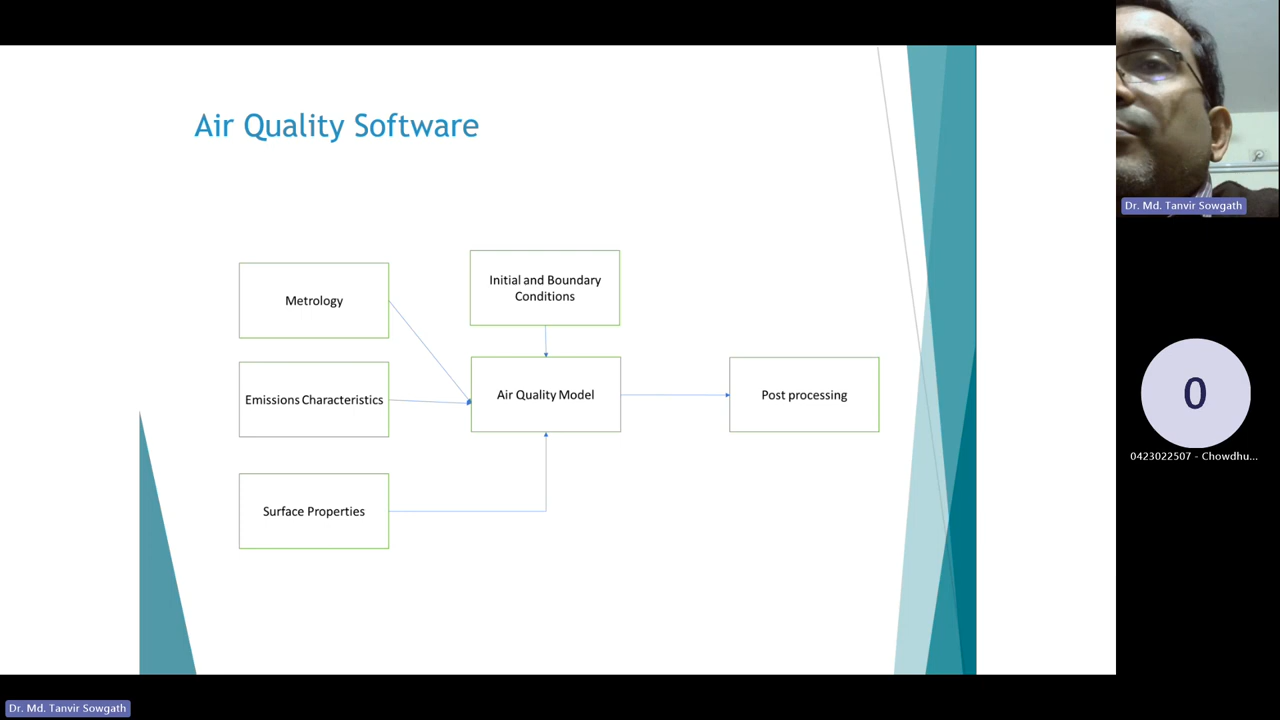 Air Quality Software
Metrology
Initial and Boundary
Conditions
Emissions Characteristics
Air Quality Model
Post processing
Surface Properties
Dr. Md. Tanvir Sowgath
0
0423022507 - Chowdhu...
Dr. Md. Tanvir Sowgath